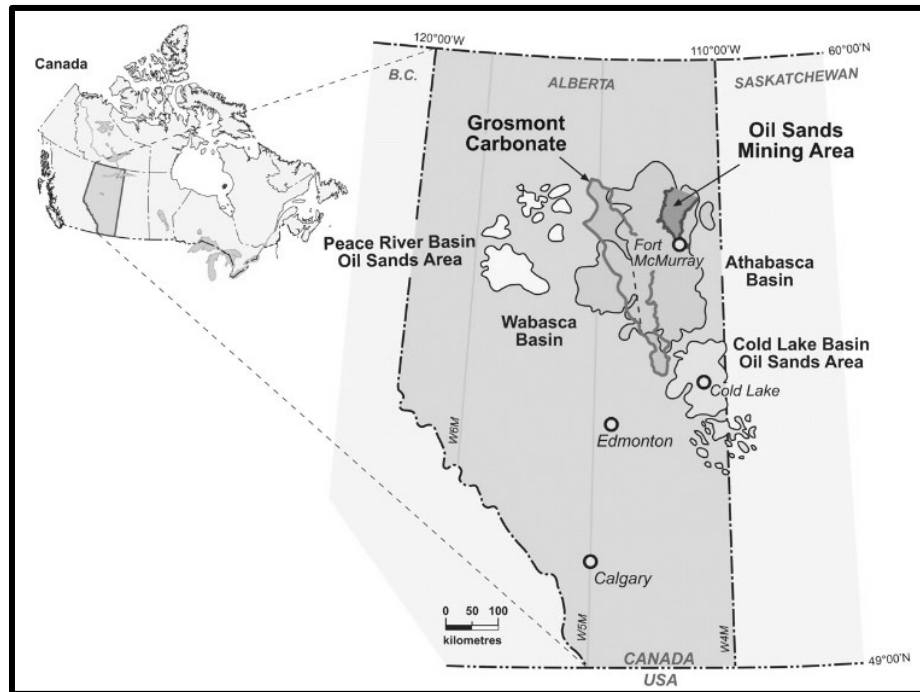 Canada
120°00'W
110°00'W
60°00'N
B.C.
ALBERTA
SASKATCHEWAN
Grosmont
Carbonate
Oil Sands
Mining Area
Peace River Basin
Oil Sands Area
Fort
McMurray
Athabasca
Basin
Wabasca
Basin
Cold Lake Basin
Oil Sands Area
Cold Lake
W6M
Edmonton
Calgary
0 50 100
kilometres
W5M
W4M
CANADA
USA
49°00'N